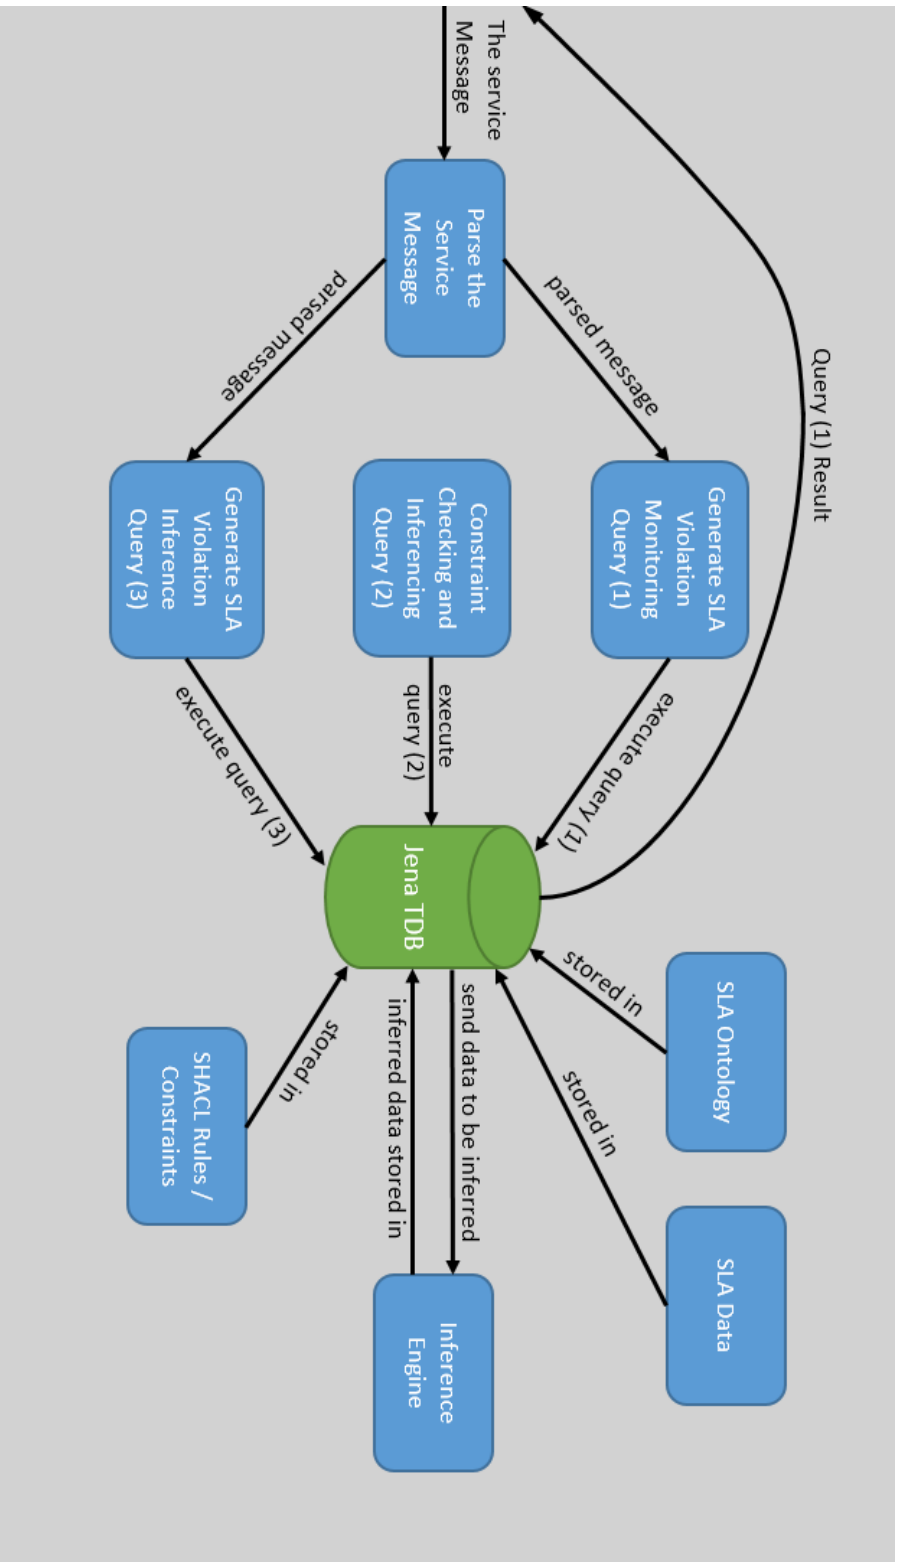 The service
Message
Parse the
Service
Message
parsed message
parsed message
Generate SLA
Violation
Monitoring
Query (1)
Constraint
Checking and
Inferencing
Query (2)
Generate SLA
Violation
Inference
Query (3)
Query (1) Result
execute query (1)
execute
query (2)
execute query (3)
Jena TDB
SLA Ontology
stored in
SLA Data
stored in
send data to be inferred
inferred data stored in
Inference
Engine
stored in
SHACL Rules /
Constraints